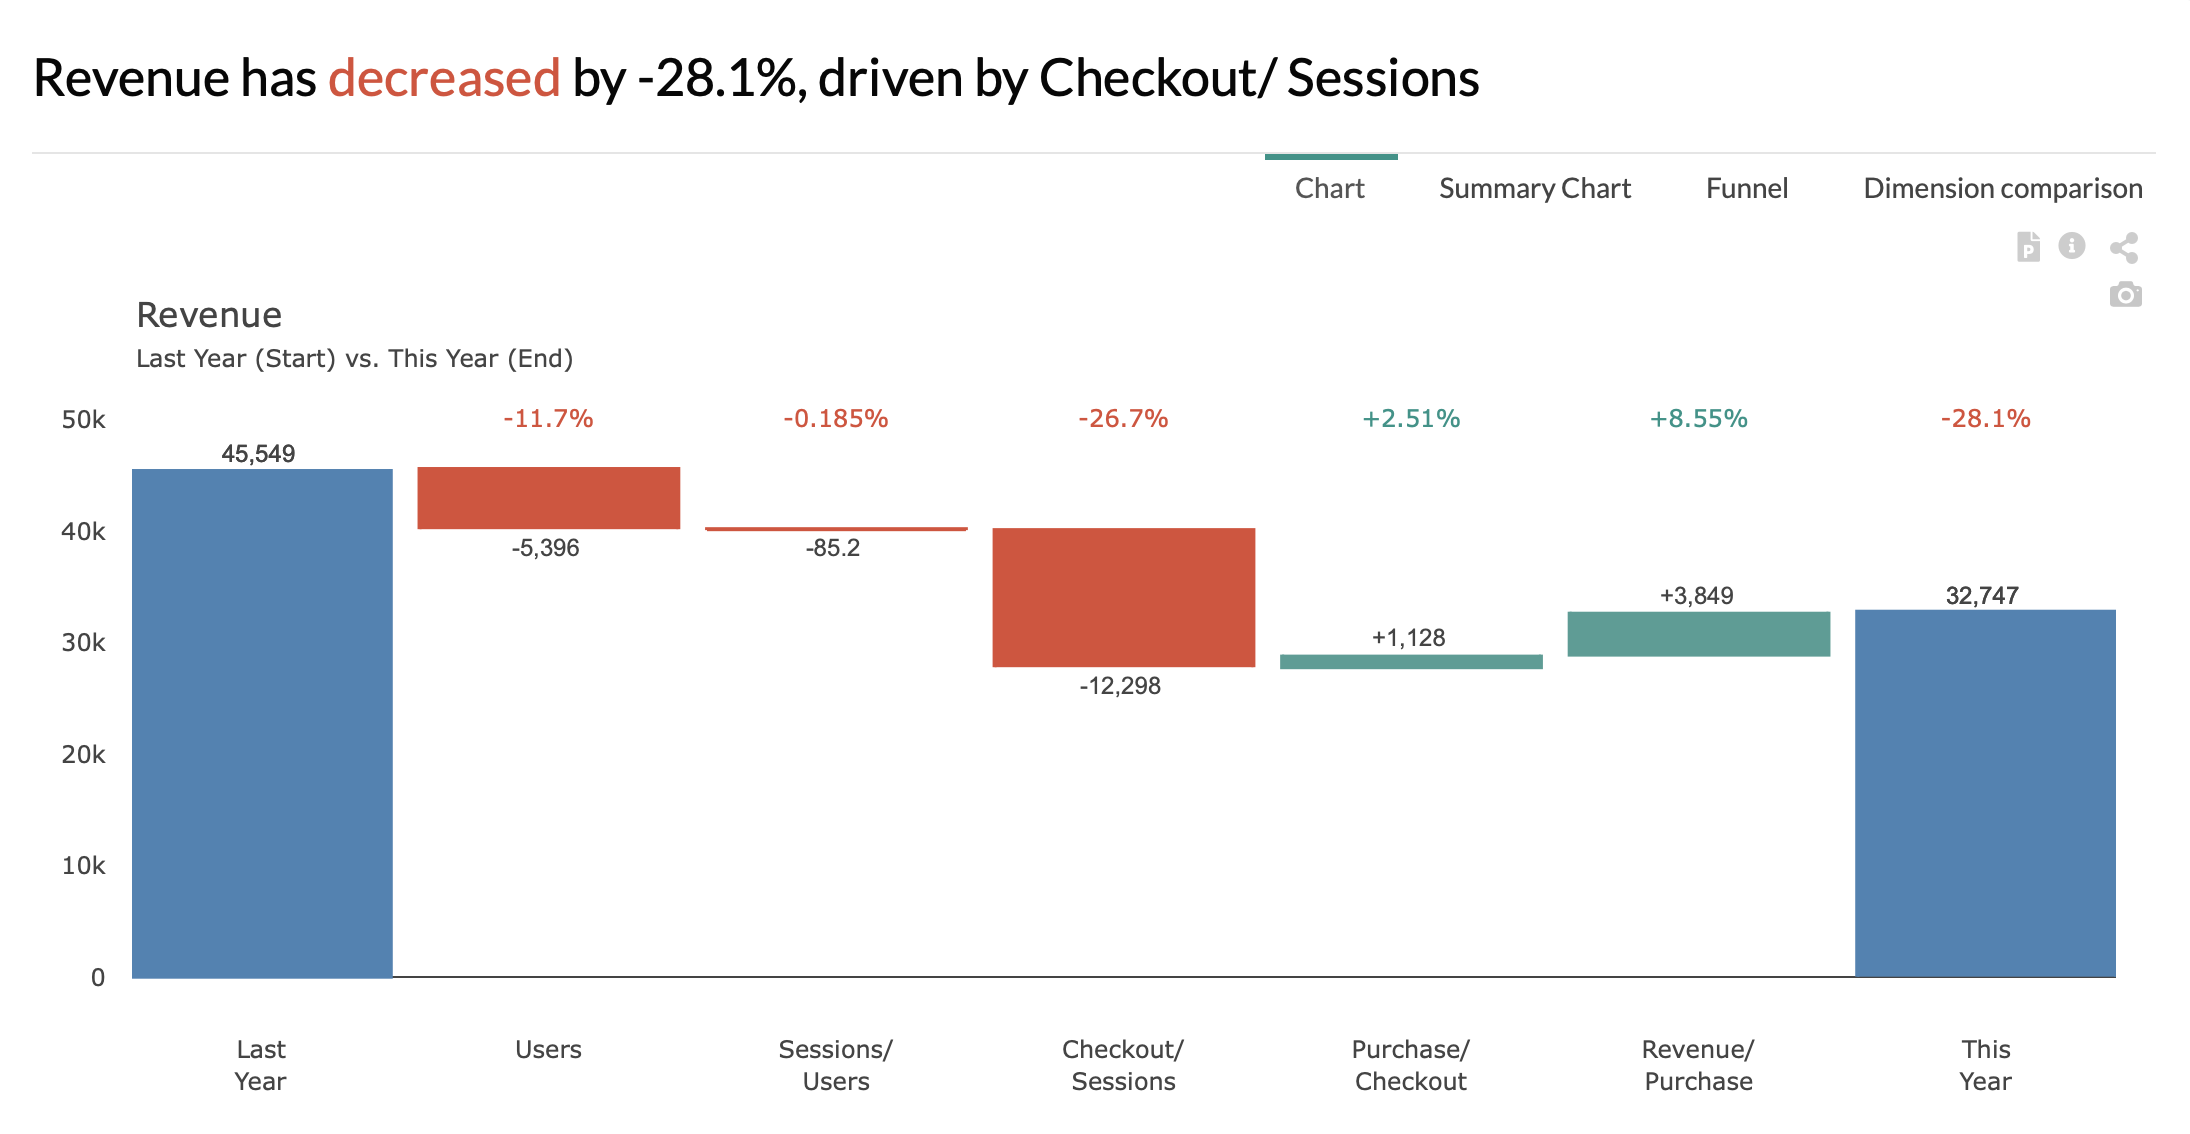 Revenue has decreased by -28.1%, driven by Checkout/ Sessions
Chart Summary Chart Funnel Dimension comparison
Revenue
Last Year (Start) vs. This Year (End)
50k -11.7% -0.185% -26.7% +2.51% +8.55% -28.1%
45,549
40k
-5,396 -85.2
+3,849 32,747
30k
+1,128
-12,298
20k
10k
0
Last Users Sessions/ Checkout/ Purchase/ Revenue/ This
Year Users Sessions Checkout Purchase Year